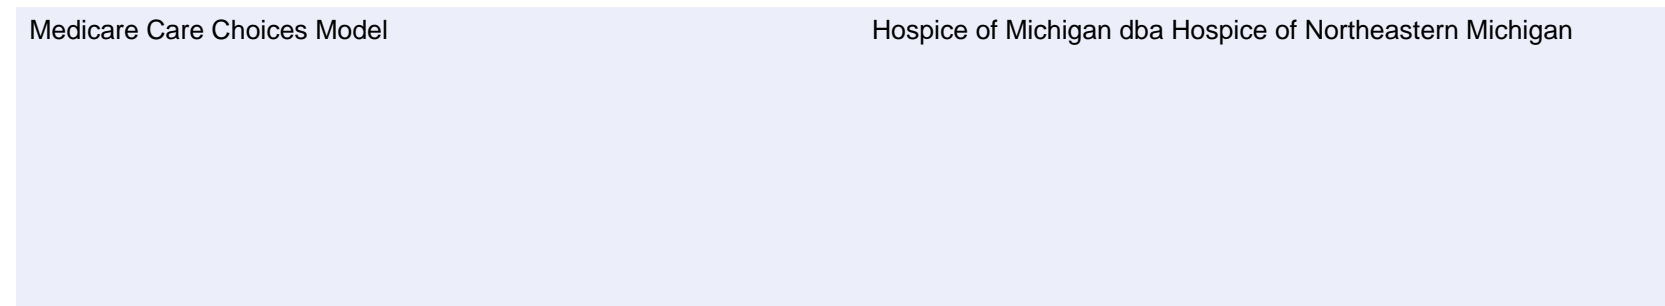 Medicare Care Choices Model
Hospice of Michigan dba Hospice of Northeastern Michigan